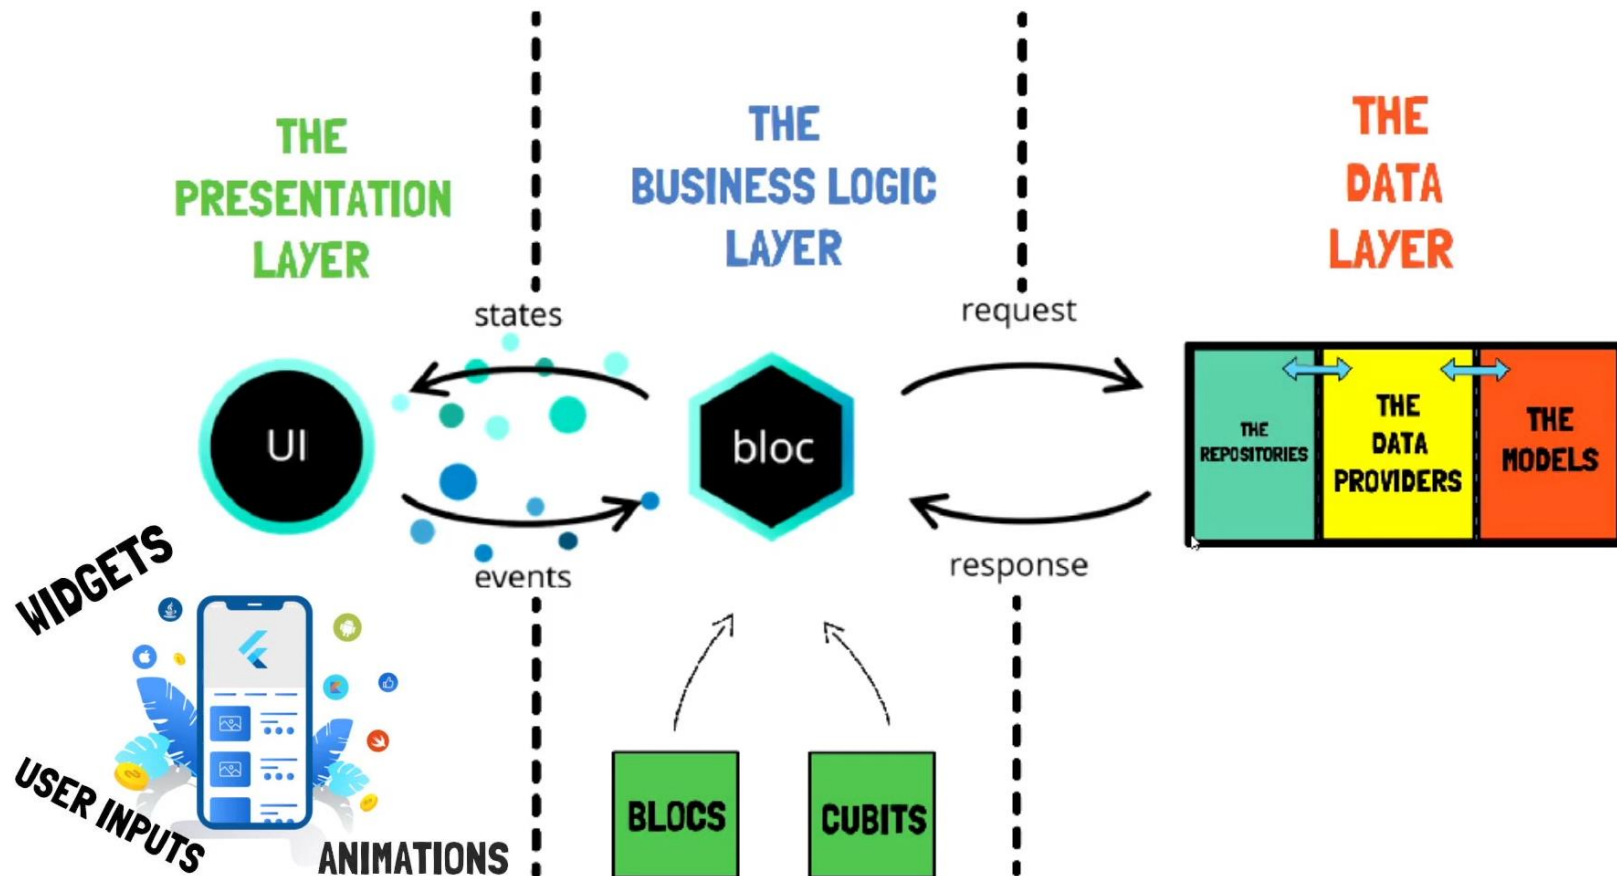 THE
PRESENTATION
LAYER
THE
BUSINESS LOGIC
LAYER
THE
DATA
LAYER
states
request
UI
bloc
THE
REPOSITORIES
THE
DATA
PROVIDERS
THE
MODELS
events
response
WIDGETS
USER INPUTS
ANIMATIONS
BLOCS
CUBITS